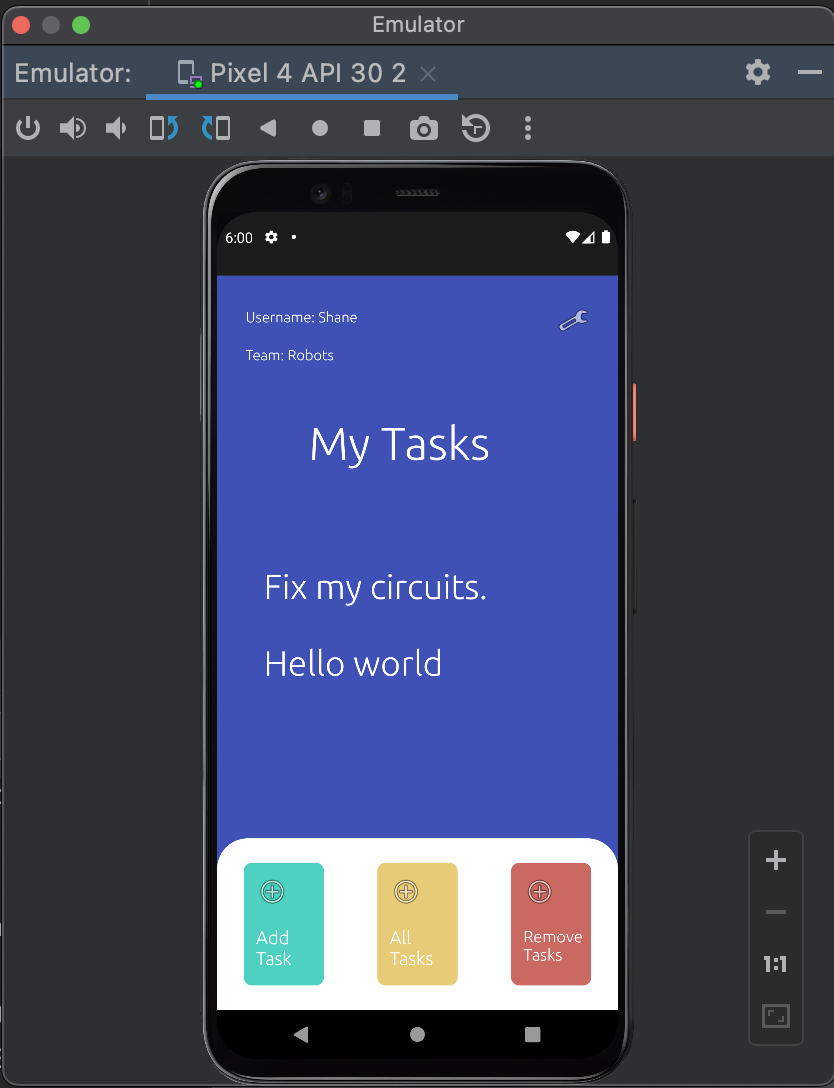 Emulator
Emulator:
Pixel 4 API 30 2
6:00
Username: Shane
Team: Robots
My Tasks
Fix my circuits.
Hello world
Add
Task
All
Tasks
Remove
Tasks
1:1